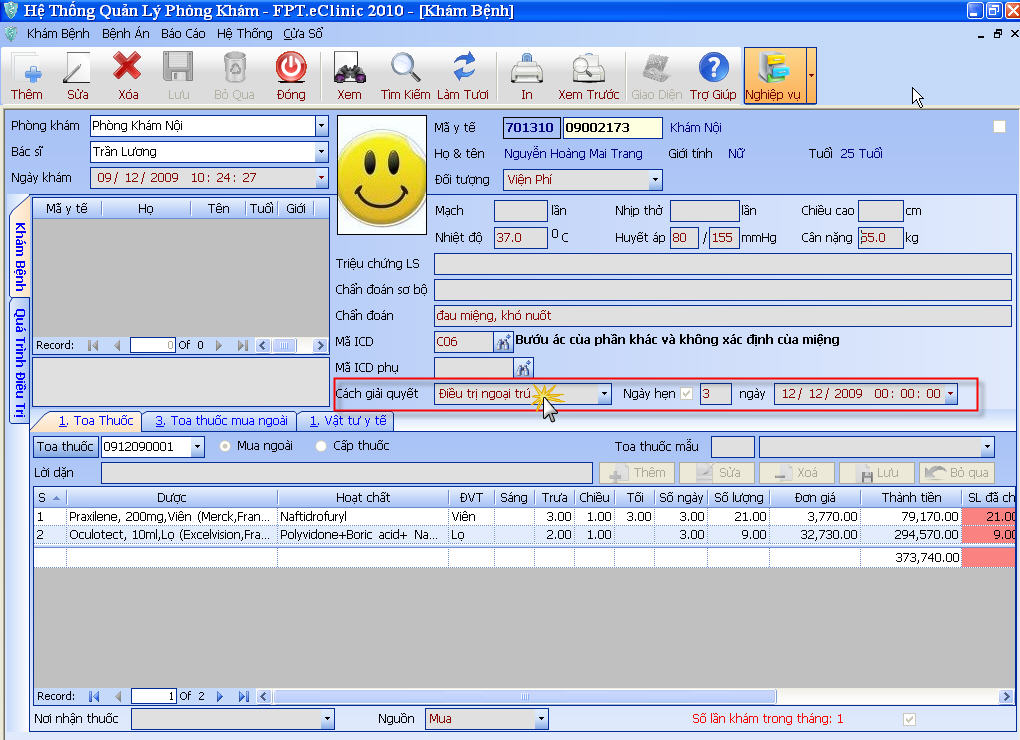 Hệ Thống Quản Lý Phòng Khám - FPT.eClinic 2010 - [Khám Bệnh]
Khám Bệnh Bệnh Án Báo Cáo Hệ Thống Cửa Sổ
Thêm Sửa Xóa Lưu Bỏ Qua Đóng Xem Tìm Kiếm Làm Tươi In Xem Trước Giao Diện Trợ Giúp Nghiệp vụ
Phòng khám Phòng Khám Nội
Bác sĩ Trần Lương
Ngày khám 09/ 12/ 2009 10: 24: 27
Mã y tế 701310 09002173 Khám Nội
Họ & tên Nguyễn Hoàng Mai Trang Giới tính Nữ Tuổi 25 Tuổi
Đối tượng Viện Phí
Khám Bệnh
Quá Trình Điều Trị
Mã y tế Họ Tên Tuổi Giới
Record: 0 Of 0
Mạch lần Nhịp thở lần Chiều cao cm
Nhiệt độ 37.0 0 C Huyết áp 80 / 155 mmHg Cân nặng 55.0 kg
Triệu chứng LS
Chẩn đoán sơ bộ
Chẩn đoán đau miệng, khó nuốt
Mã ICD C06 Bướu ác của phần khác và không xác định của miệng
Mã ICD phụ
Cách giải quyết Điều trị ngoại trú Ngày hẹn 3 ngày 12/ 12/ 2009 00: 00: 00
1. Toa Thuốc 3. Toa thuốc mua ngoài 1. Vật tư y tế
Toa thuốc 0912090001 Mua ngoài Cấp thuốc Toa thuốc mẫu
Lời dặn Thêm Sửa Xoá Lưu Bỏ qua
S Dược Hoạt chất ĐVT Sáng Trưa Chiều Tối Số ngày Số lượng Đơn giá Thành tiền SL đã ch
1 Praxilene, 200mg,Viên (Merck,Fran... Naftidrofuryl Viên 3.00 1.00 3.00 3.00 21.00 3,770.00 79,170.00 21.00
2 Oculotect, 10ml,Lọ (Excelvision,Fra... Polyvidone+Boric acid+ Na... Lọ 2.00 1.00 3.00 9.00 32,730.00 294,570.00 9.00
373,740.00
Record: 1 Of 2
Nơi nhận thuốc Nguồn Mua Số lần khám trong tháng: 1